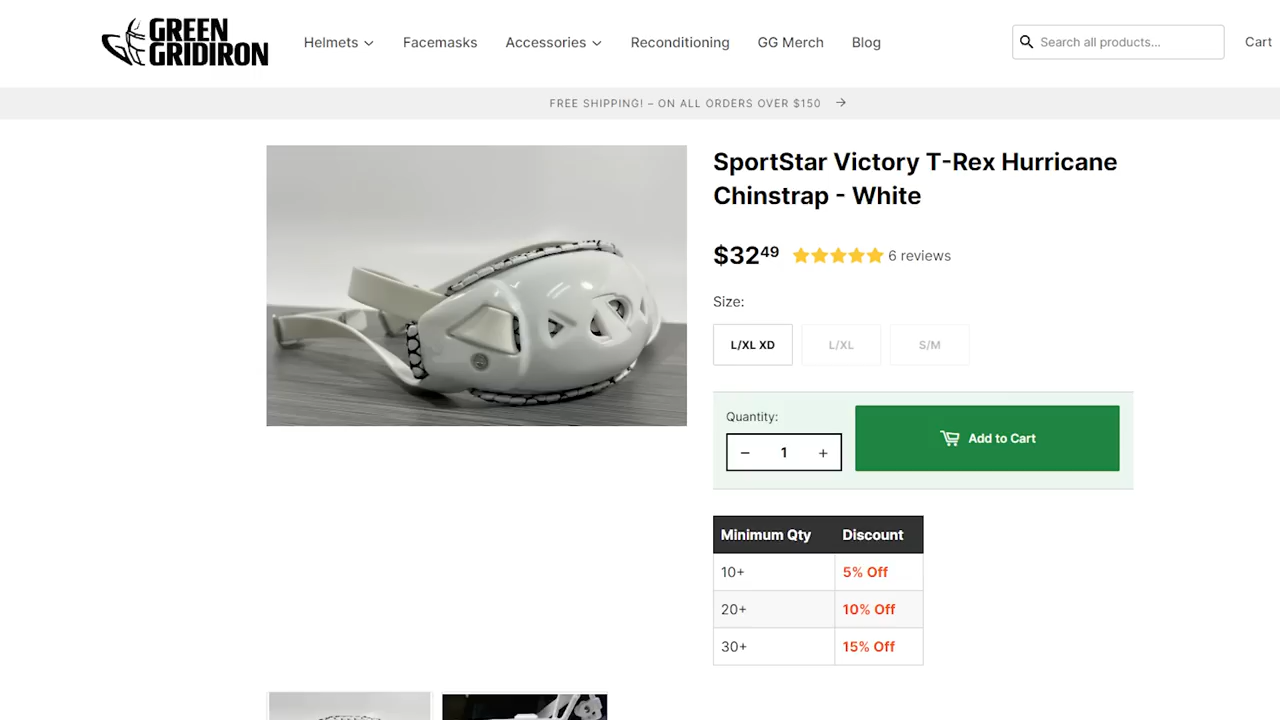 GREEN
GRIDIRON
Helmets
Facemasks
Accessories
Reconditioning
GG Merch
Blog
Search all products...
Cart
FREE SHIPPING! – ON ALL ORDERS OVER $150
SportStar Victory T-Rex Hurricane
Chinstrap - White
$32.49
6 reviews
Size:
L/XL XD
L/XL
S/M
Quantity:
− 1 +
Add to Cart
Minimum Qty Discount
10+ 5% Off
20+ 10% Off
30+ 15% Off